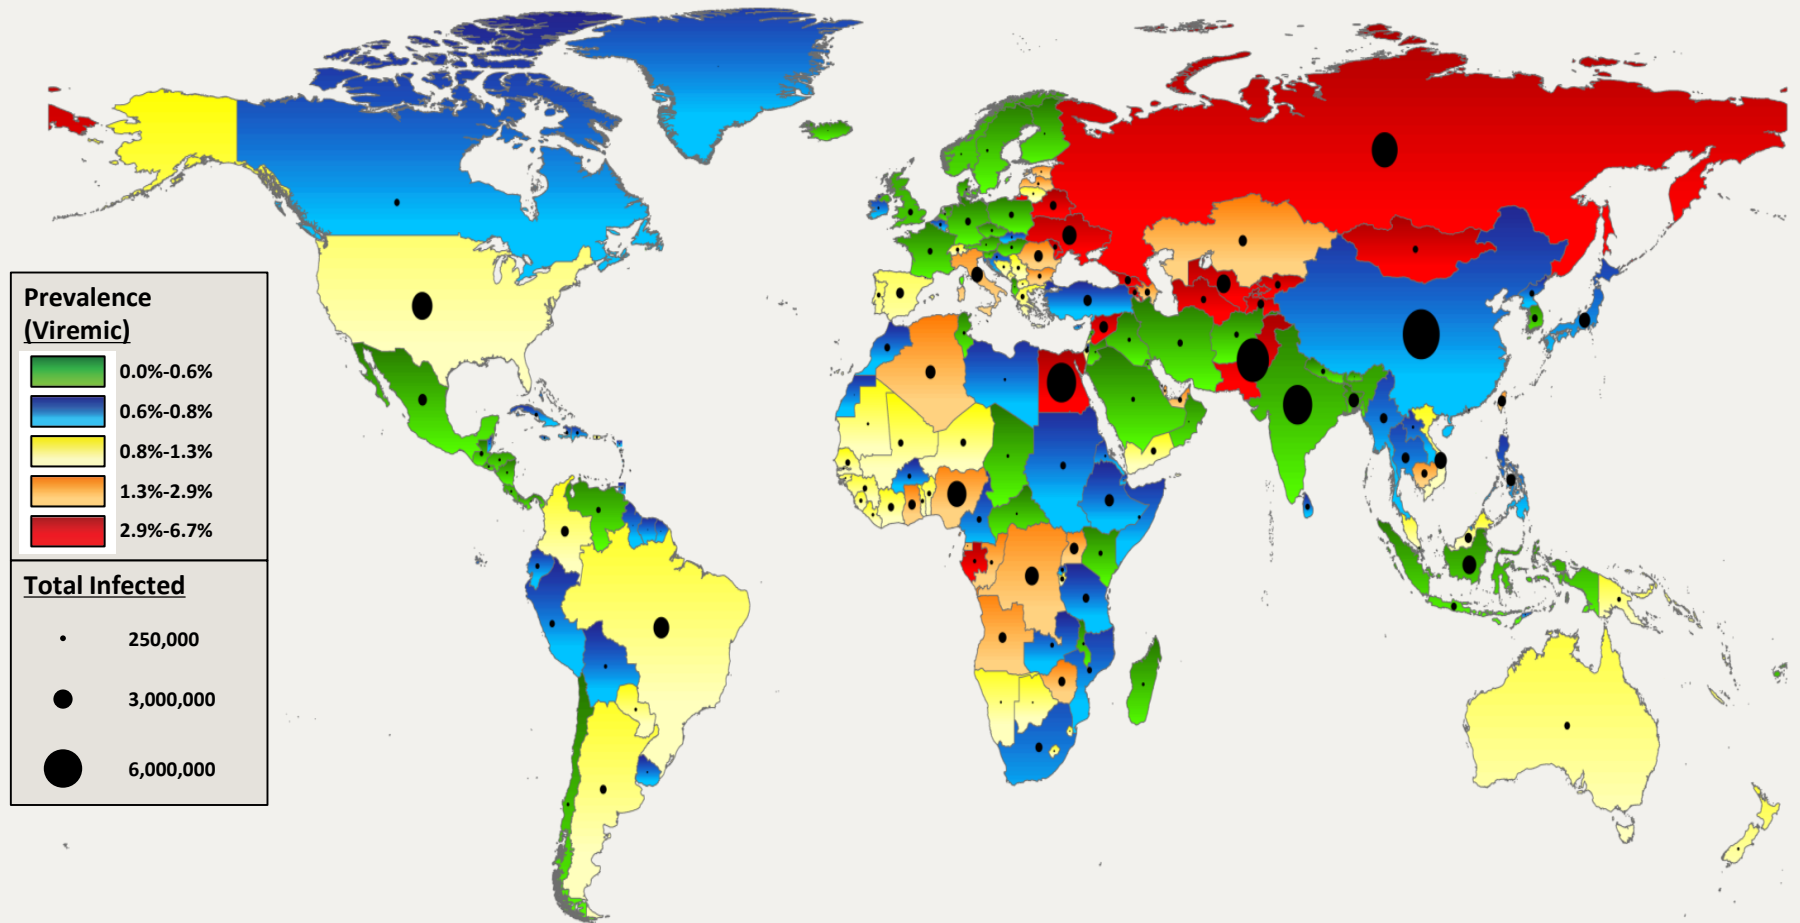 Prevalence
(Viremic)
0.0%-0.6%
0.6%-0.8%
0.8%-1.3%
1.3%-2.9%
2.9%-6.7%
Total Infected
250,000
3,000,000
6,000,000